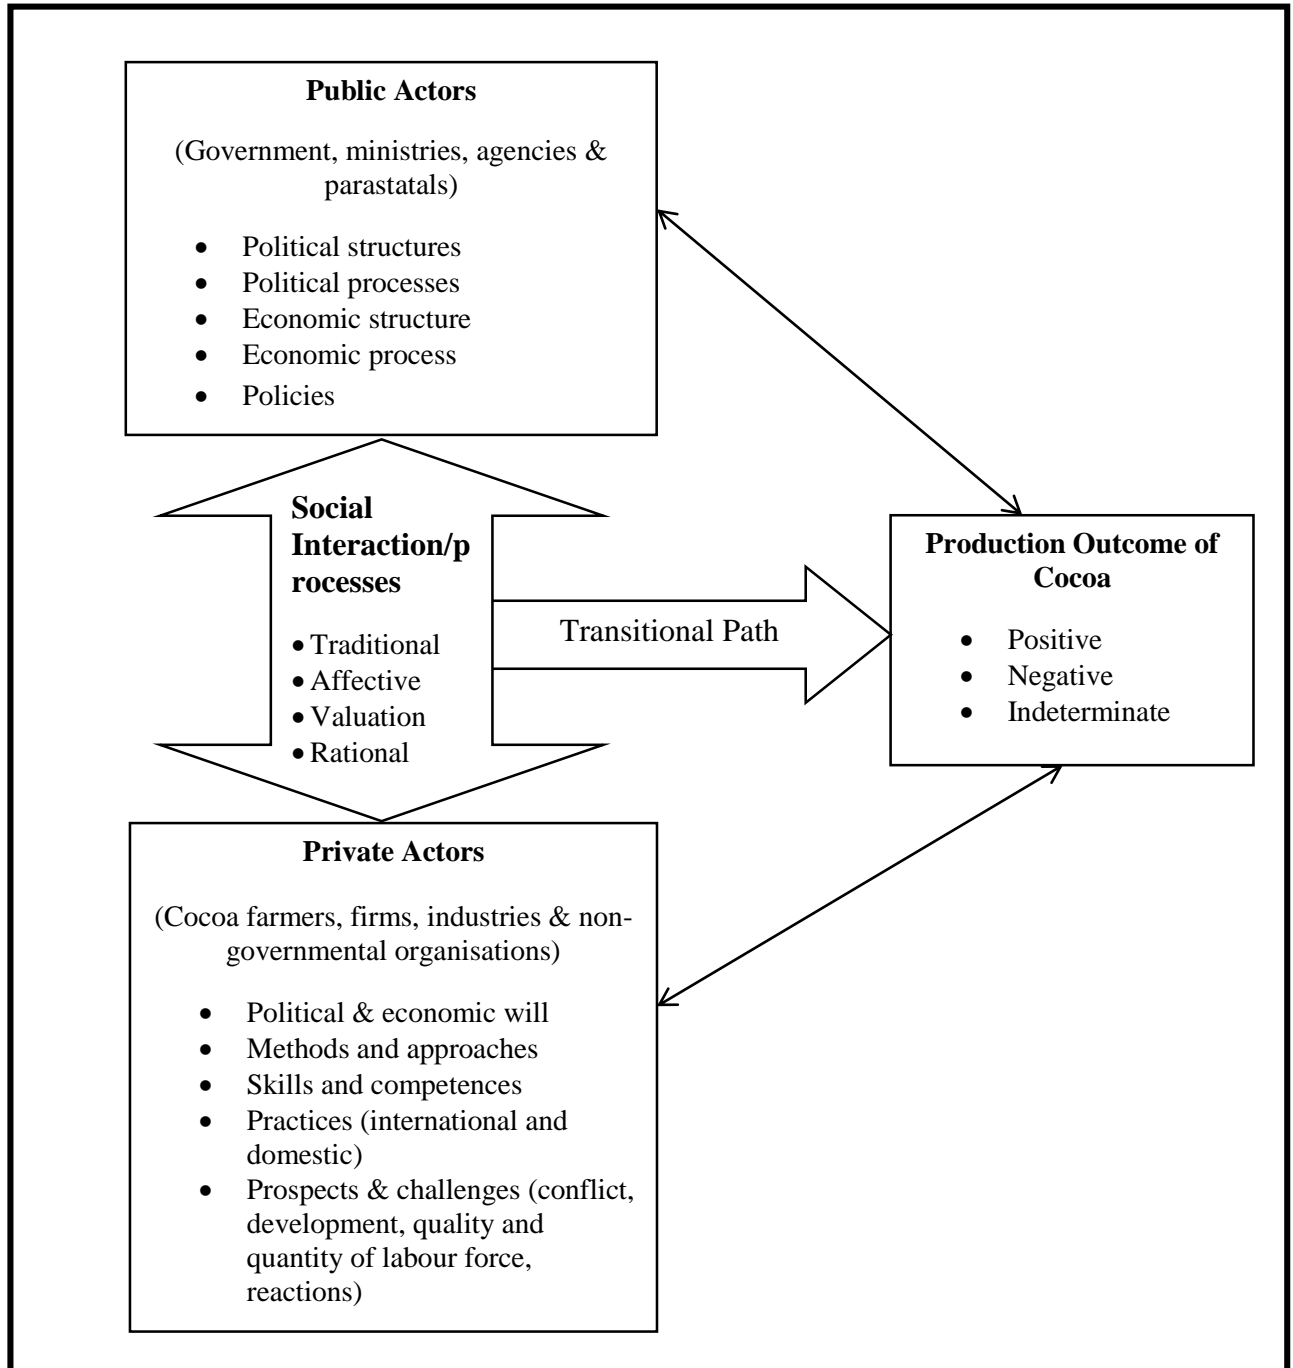 Public Actors
(Government, ministries, agencies &
parastatals)
• Political structures
• Political processes
• Economic structure
• Economic process
• Policies
Social
Interaction/p
rocesses
• Traditional
• Affective
• Valuation
• Rational
Transitional Path
Production Outcome of
Cocoa
• Positive
• Negative
• Indeterminate
Private Actors
(Cocoa farmers, firms, industries & non-
governmental organisations)
• Political & economic will
• Methods and approaches
• Skills and competences
• Practices (international and
domestic)
• Prospects & challenges (conflict,
development, quality and
quantity of labour force,
reactions)